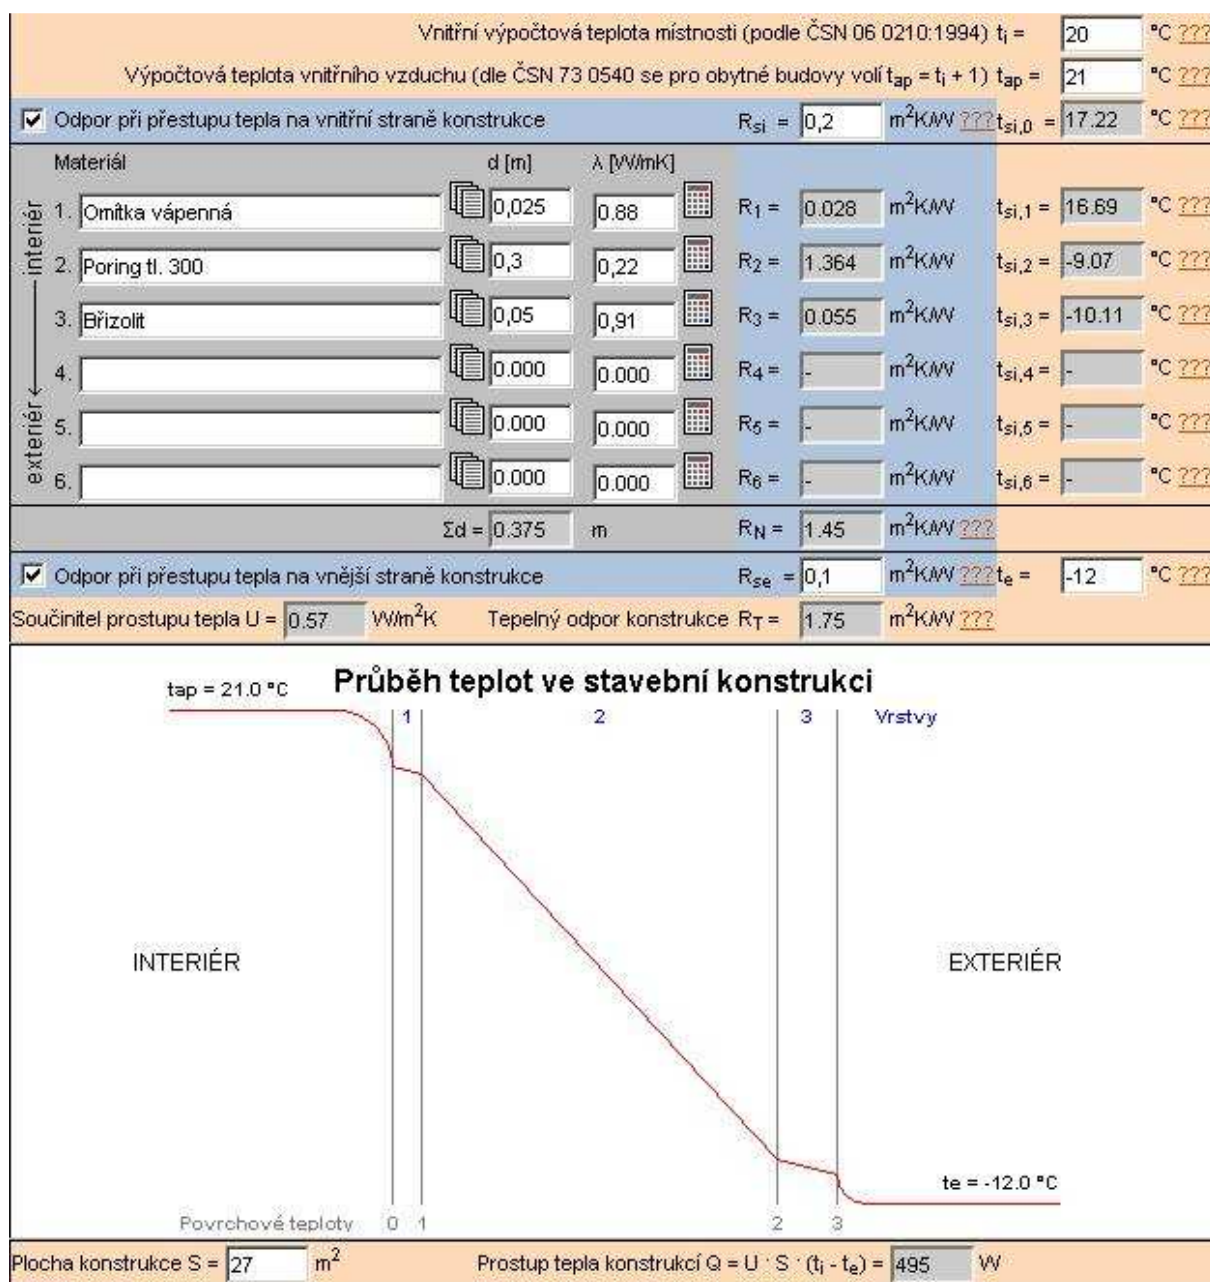 Vnitřní výpočtová teplota místnosti (podle ČSN 06 0210:1994) ti = 20 °C ???
Výpočtová teplota vnitřního vzduchu (dle ČSN 73 0540 se pro obytné budovy volí tap = ti + 1) tap = 21 °C ???
Odpor při přestupu tepla na vnitřní straně konstrukce Rsi = 0,2 m²K/W ??? tsi,0 = 17.22 °C ???
Materiál d [m] λ [W/mK]
1. Omítka vápenná 0,025 0.88 R1 = 0.028 m²K/W tsi,1 = 16.69 °C ???
2. Poring tl. 300 0,3 0,22 R2 = 1.364 m²K/W tsi,2 = -9.07 °C ???
3. Břizolit 0,05 0,91 R3 = 0.055 m²K/W tsi,3 = -10.11 °C ???
4. 0.000 0.000 R4 = - m²K/W tsi,4 = - °C ???
5. 0.000 0.000 R5 = - m²K/W tsi,5 = - °C ???
6. 0.000 0.000 R6 = - m²K/W tsi,6 = - °C ???
exteriér ← interiér
Σd = 0.375 m RN = 1.45 m²K/W ???
Odpor při přestupu tepla na vnější straně konstrukce Rse = 0,1 m²K/W ??? te = -12 °C ???
Součinitel prostupu tepla U = 0.57 W/m²K Tepelný odpor konstrukce RT = 1.75 m²K/W ???
Průběh teplot ve stavební konstrukci
tap = 21.0 °C
1 2 3 Vrstvy
INTERIÉR EXTERIÉR
te = -12.0 °C
Povrchové teploty 0 1 2 3
Plocha konstrukce S = 27 m² Prostup tepla konstrukcí Q = U · S · (ti - te) = 495 W